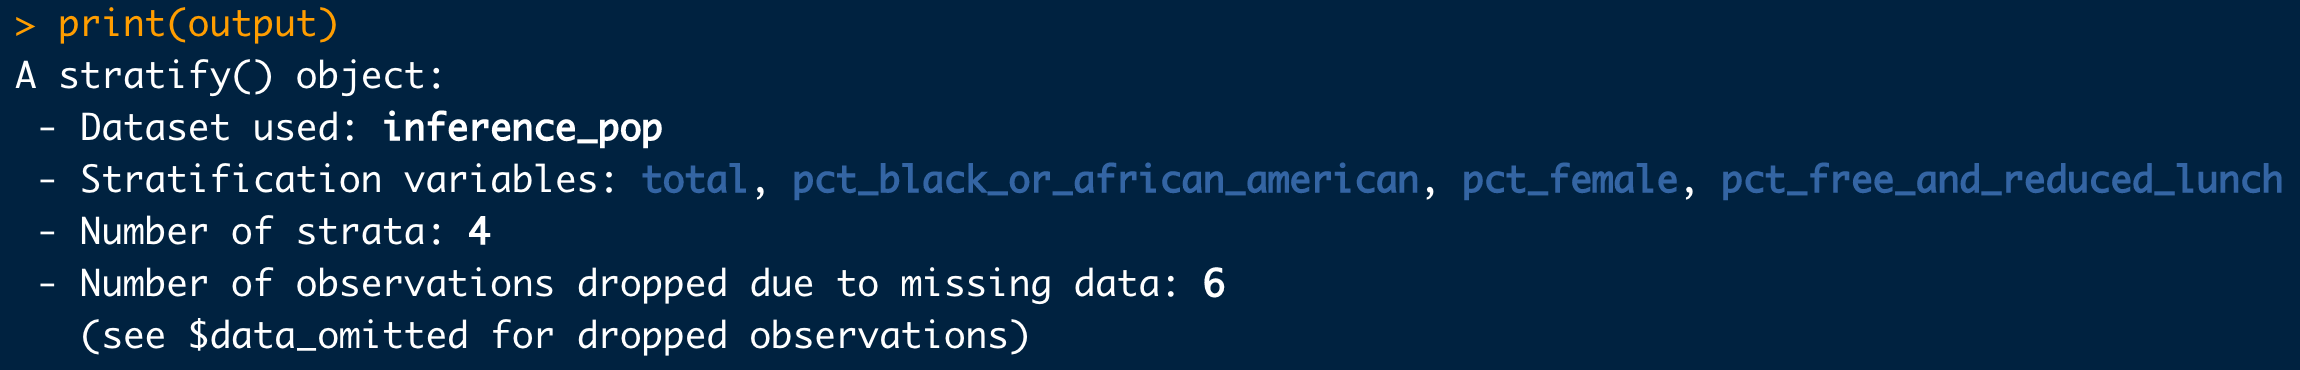 > print(output)
A stratify() object:
- Dataset used: inference_pop
- Stratification variables: total, pct_black_or_african_american, pct_female, pct_free_and_reduced_lunch
- Number of strata: 4
- Number of observations dropped due to missing data: 6
(see $data_omitted for dropped observations)